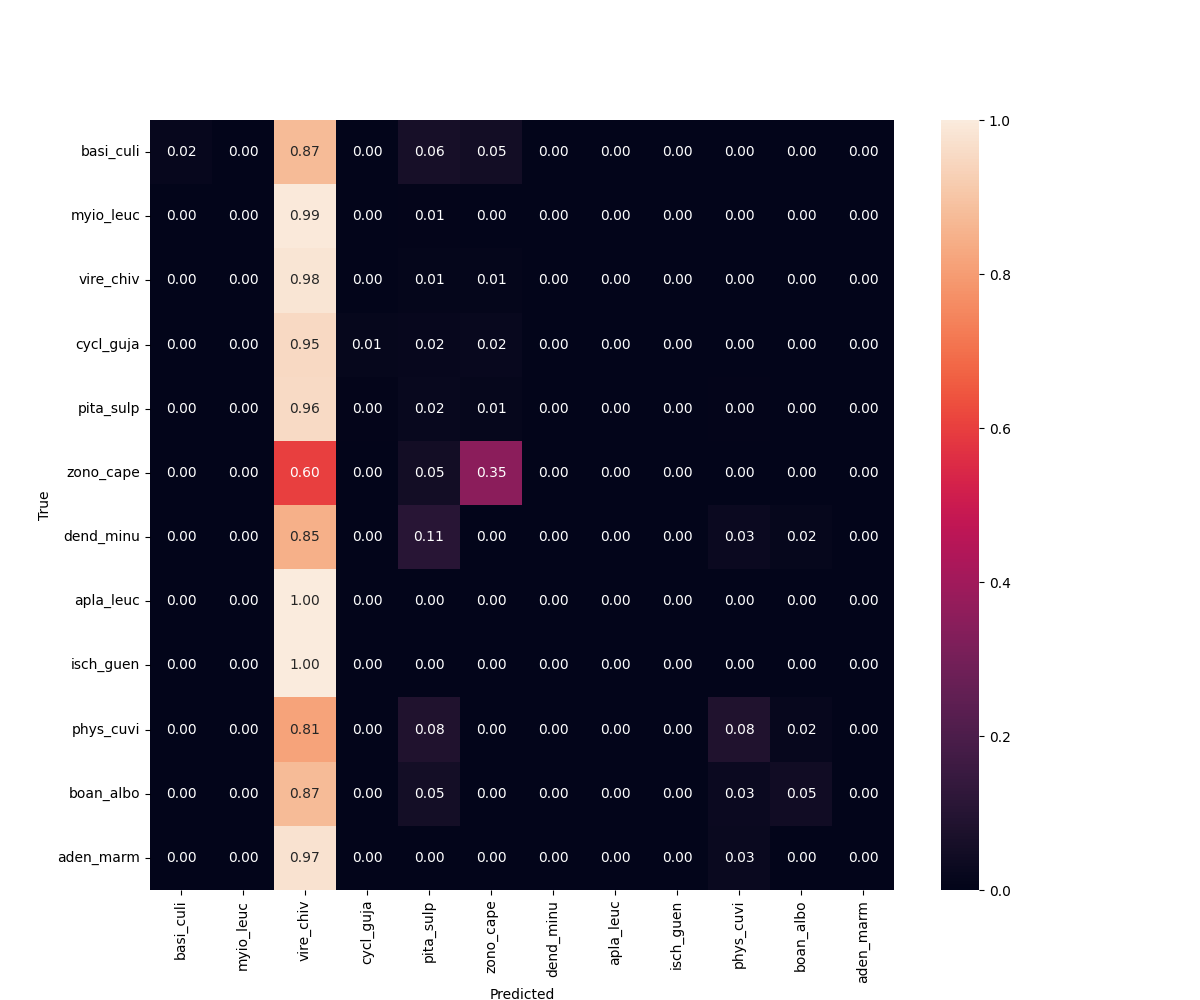 basi_culi 0.02 0.00 0.87 0.00 0.06 0.05 0.00 0.00 0.00 0.00 0.00 0.00
myio_leuc 0.00 0.00 0.99 0.00 0.01 0.00 0.00 0.00 0.00 0.00 0.00 0.00
vire_chiv 0.00 0.00 0.98 0.00 0.01 0.01 0.00 0.00 0.00 0.00 0.00 0.00
cycl_guja 0.00 0.00 0.95 0.01 0.02 0.02 0.00 0.00 0.00 0.00 0.00 0.00
pita_sulp 0.00 0.00 0.96 0.00 0.02 0.01 0.00 0.00 0.00 0.00 0.00 0.00
zono_cape 0.00 0.00 0.60 0.00 0.05 0.35 0.00 0.00 0.00 0.00 0.00 0.00
dend_minu 0.00 0.00 0.85 0.00 0.11 0.00 0.00 0.00 0.00 0.03 0.02 0.00
apla_leuc 0.00 0.00 1.00 0.00 0.00 0.00 0.00 0.00 0.00 0.00 0.00 0.00
isch_guen 0.00 0.00 1.00 0.00 0.00 0.00 0.00 0.00 0.00 0.00 0.00 0.00
phys_cuvi 0.00 0.00 0.81 0.00 0.08 0.00 0.00 0.00 0.00 0.08 0.02 0.00
boan_albo 0.00 0.00 0.87 0.00 0.05 0.00 0.00 0.00 0.00 0.03 0.05 0.00
aden_marm 0.00 0.00 0.97 0.00 0.00 0.00 0.00 0.00 0.00 0.03 0.00 0.00
True
basi_culi myio_leuc vire_chiv cycl_guja pita_sulp zono_cape dend_minu apla_leuc isch_guen phys_cuvi boan_albo aden_marm
Predicted
1.0
0.8
0.6
0.4
0.2
0.0